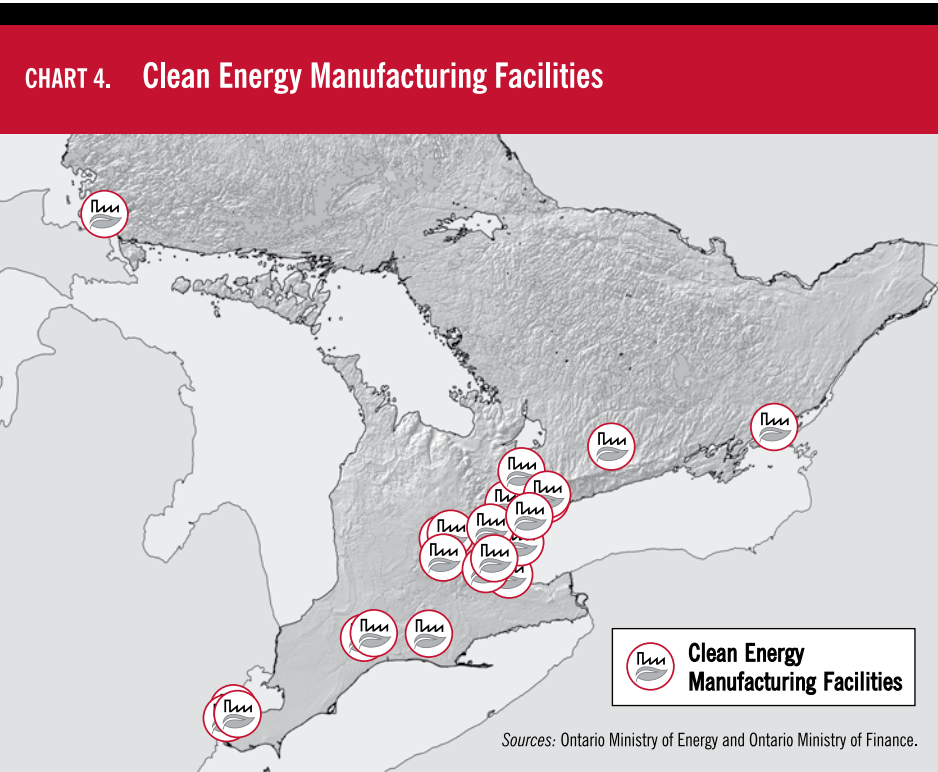 CHART 4. Clean Energy Manufacturing Facilities
Clean Energy
Manufacturing Facilities
Sources: Ontario Ministry of Energy and Ontario Ministry of Finance.